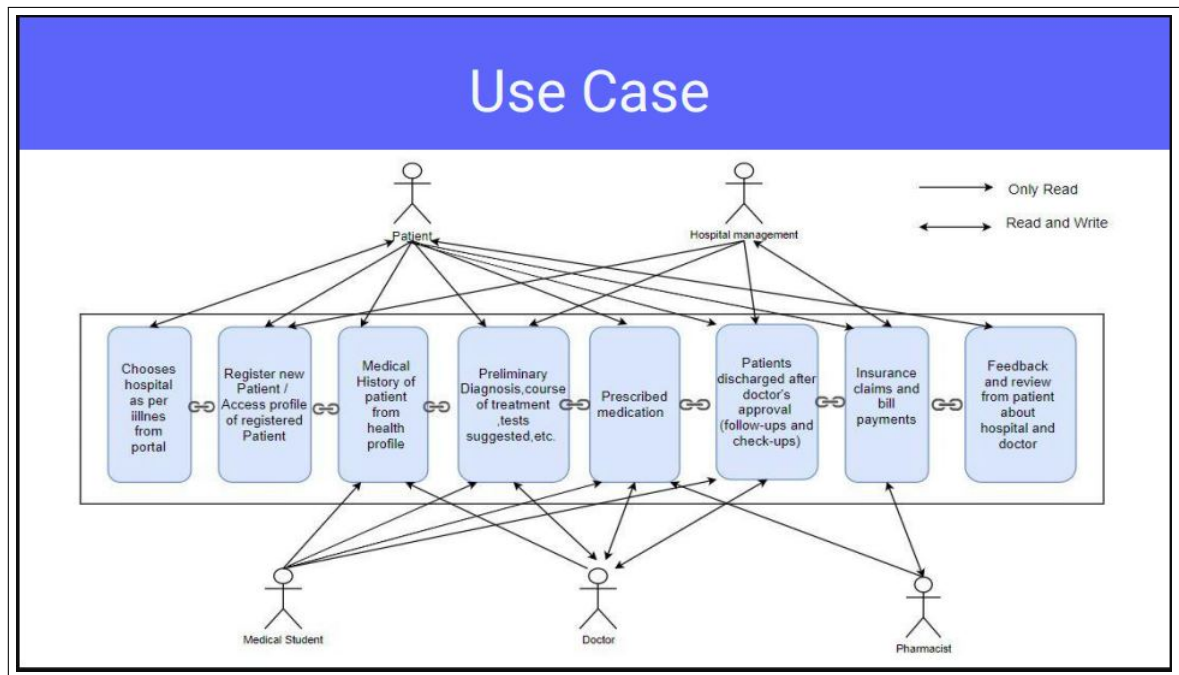 Use Case
Only Read
Read and Write
Patient
Hospital management
Chooses
hospital
as per
iillnes
from
portal
Register new
Patient /
Access profile
of registered
Patient
Medical
History of
patient
from
health
profile
Preliminary
Diagnosis,course
of treatment
,tests
suggested,etc.
Prescribed
medication
Patients
discharged after
doctor's
approval
(follow-ups and
check-ups)
Insurance
claims and
bill
payments
Feedback
and review
from patient
about
hospital and
doctor
Medical Student
Doctor
Pharmacist